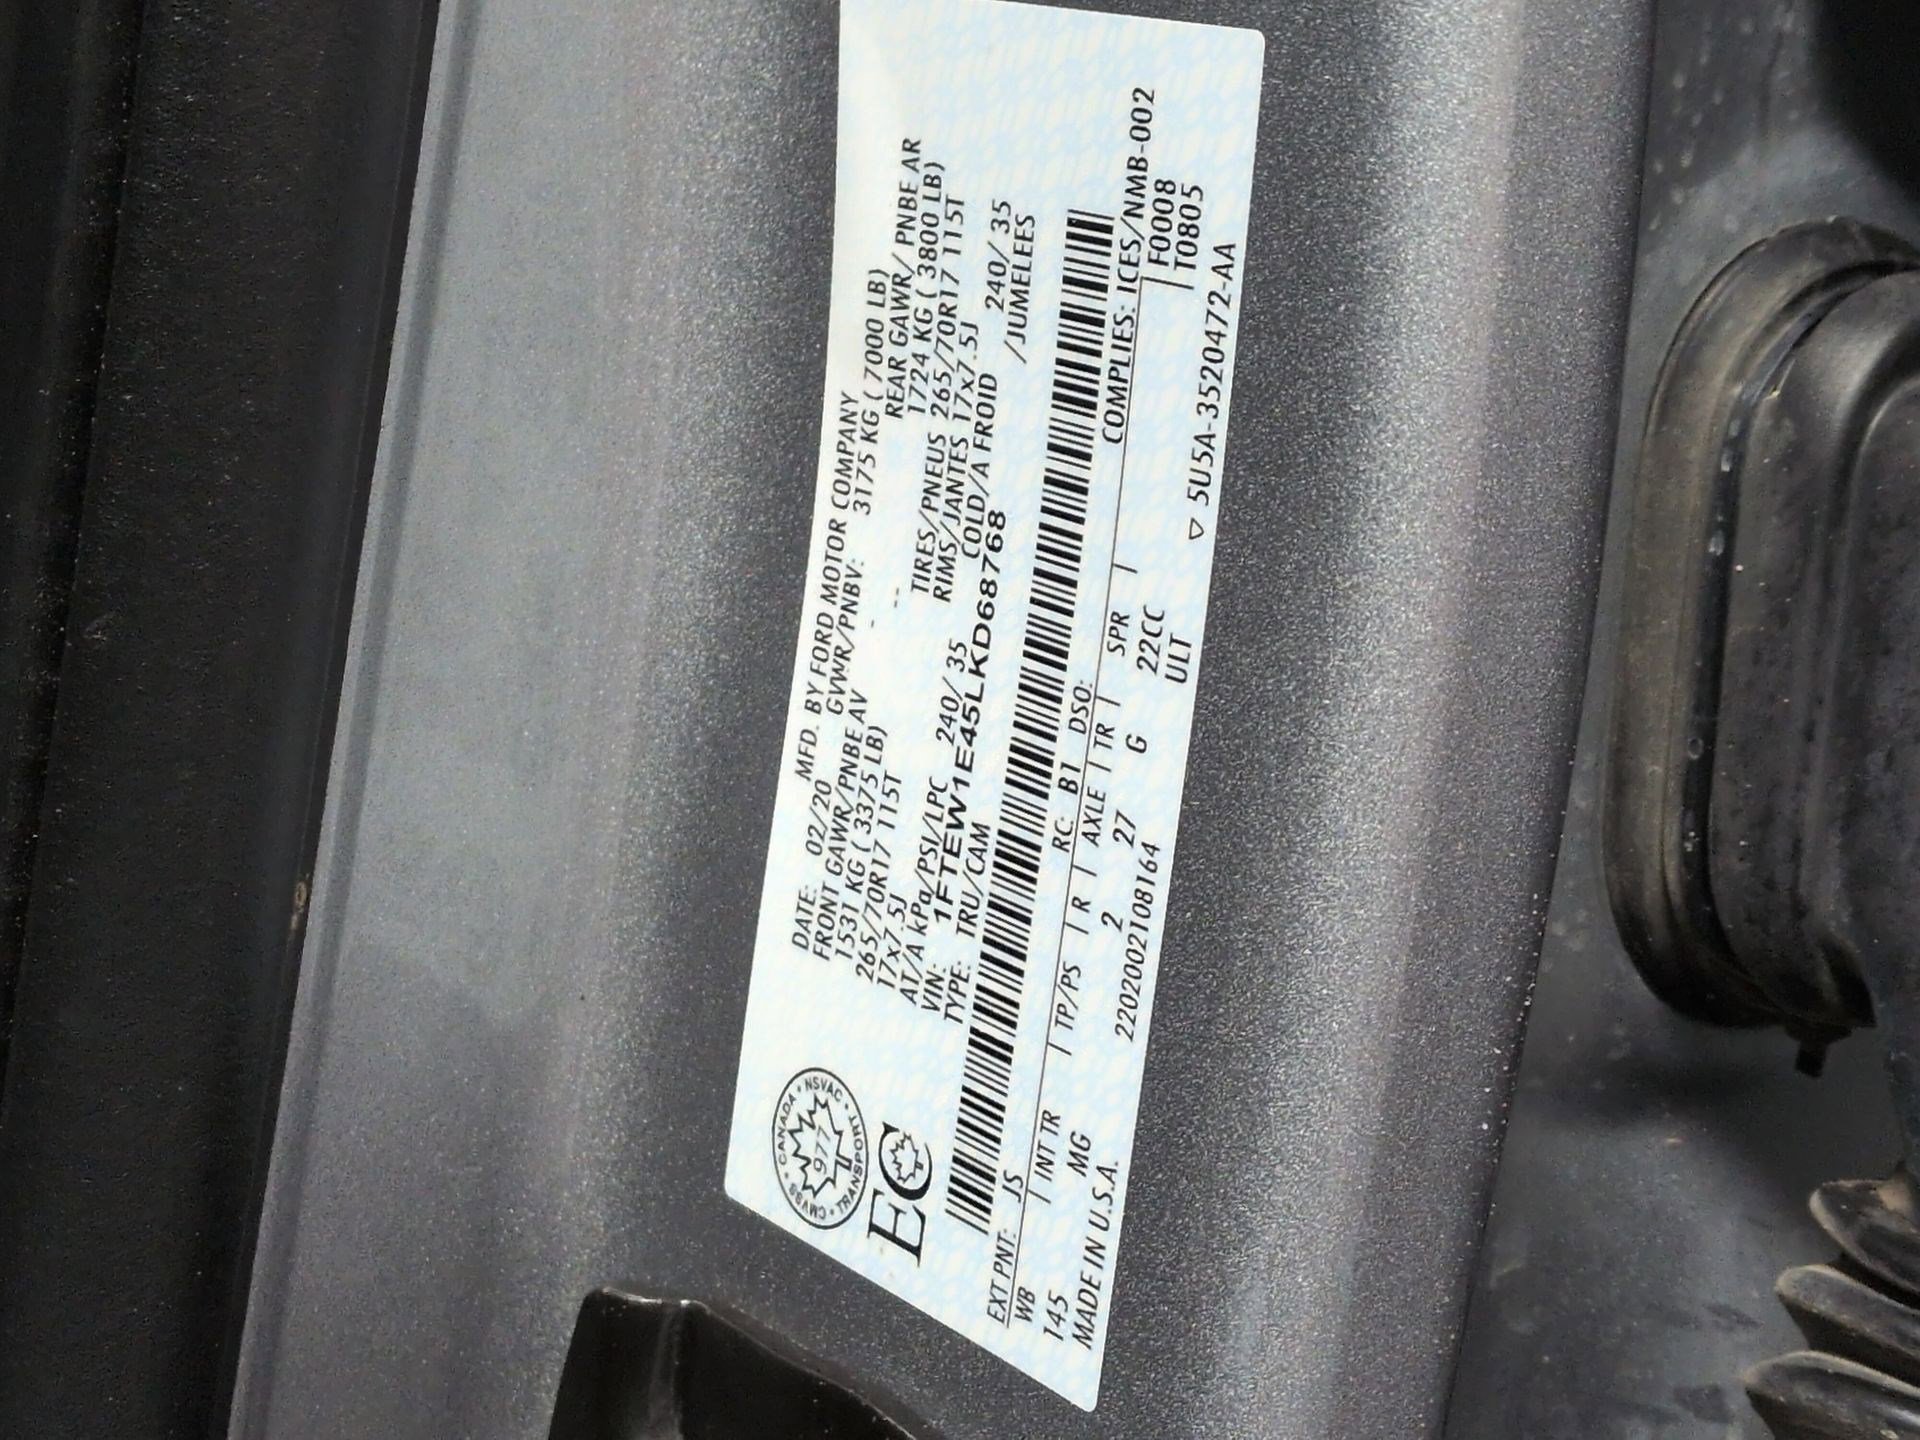 CMVSS • CANADA • NSVAC • TRANSPORT •
977
EC
DATE: 02/20 MFD. BY FORD MOTOR COMPANY
FRONT GAWR/PNBE AV GVWR/PNBV: 3175 KG ( 7000 LB)
1531 KG ( 3375 LB) - -- REAR GAWR/ PNBE AR
265/70R17 115T 1724 KG ( 3800 LB)
17x7.5J TIRES/PNEUS 265/70R17 115T
AT/A kPa/PSI/LPC 240/ 35 RIMS/JANTES 17x7.5J
COLD/A FROID 240/ 35
VIN: 1FTEW1E45LKD68768 /JUMELEES
TYPE: TRU/CAM
COMPLIES: ICES/NMB-002
EXT PNT: JS RC: B1 DSO:
WB | INT TR | TP/PS | R | AXLE | TR | SPR | F0008
145 MG 2 27 G 22CC T0805
MADE IN U.S.A. 22020002108164 ULT
▽ 5U5A-3520472-AA